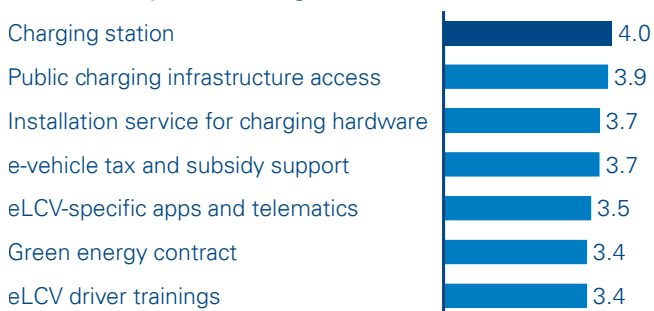 Charging station 4.0
Public charging infrastructure access 3.9
Installation service for charging hardware 3.7
e-vehicle tax and subsidy support 3.7
eLCV-specific apps and telematics 3.5
Green energy contract 3.4
eLCV driver trainings 3.4